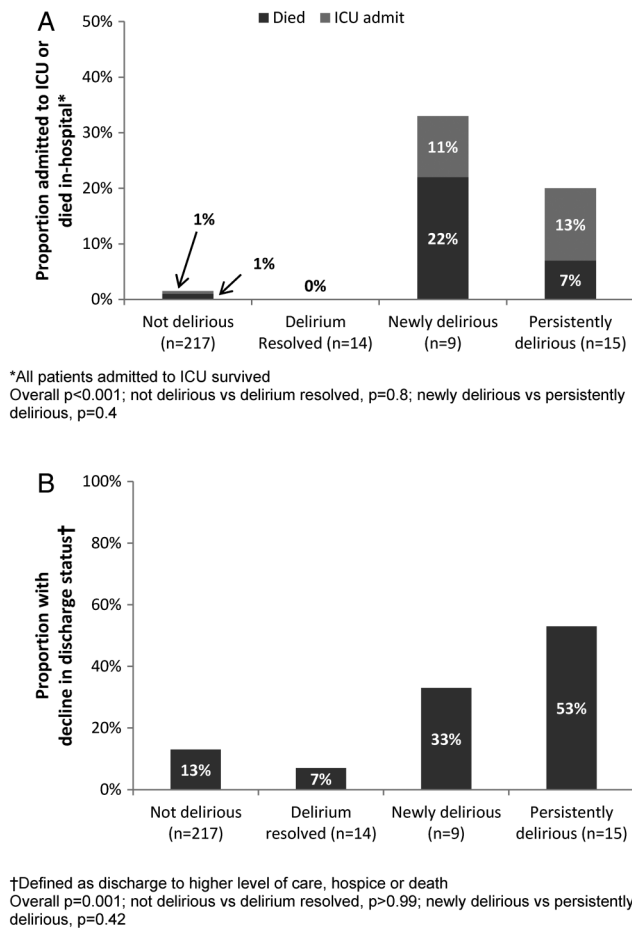 A
Died ICU admit
Proportion admitted to ICU or
died in-hospital*
50%
40%
30%
20%
10%
0%
1%
1%
0%
11%
22%
13%
7%
Not delirious
(n=217)
Delirium
Resolved (n=14)
Newly delirious
(n=9)
Persistently
delirious (n=15)
*All patients admitted to ICU survived
Overall p<0.001; not delirious vs delirium resolved, p=0.8; newly delirious vs persistently
delirious, p=0.4
B
Proportion with
decline in discharge status†
100%
80%
60%
40%
20%
0%
13%
7%
33%
53%
Not delirious
(n=217)
Delirium
resolved (n=14)
Newly delirious
(n=9)
Persistently
delirious (n=15)
†Defined as discharge to higher level of care, hospice or death
Overall p=0.001; not delirious vs delirium resolved, p>0.99; newly delirious vs persistently
delirious, p=0.42